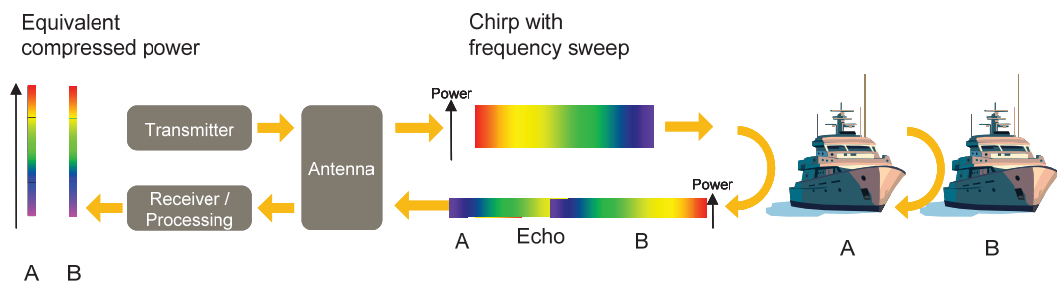 Equivalent
compressed power
Chirp with
frequency sweep
Power
Transmitter
Antenna
Receiver /
Processing
Power
A
Echo
B
A
B
A
B